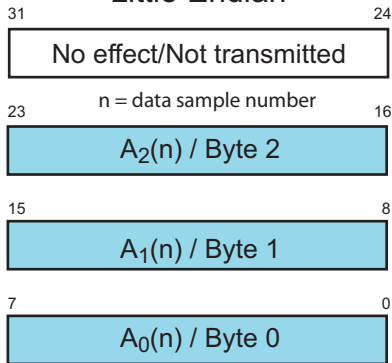 31 24
No effect/Not transmitted
n = data sample number
23 16
A₂(n) / Byte 2
15 8
A₁(n) / Byte 1
7 0
A₀(n) / Byte 0